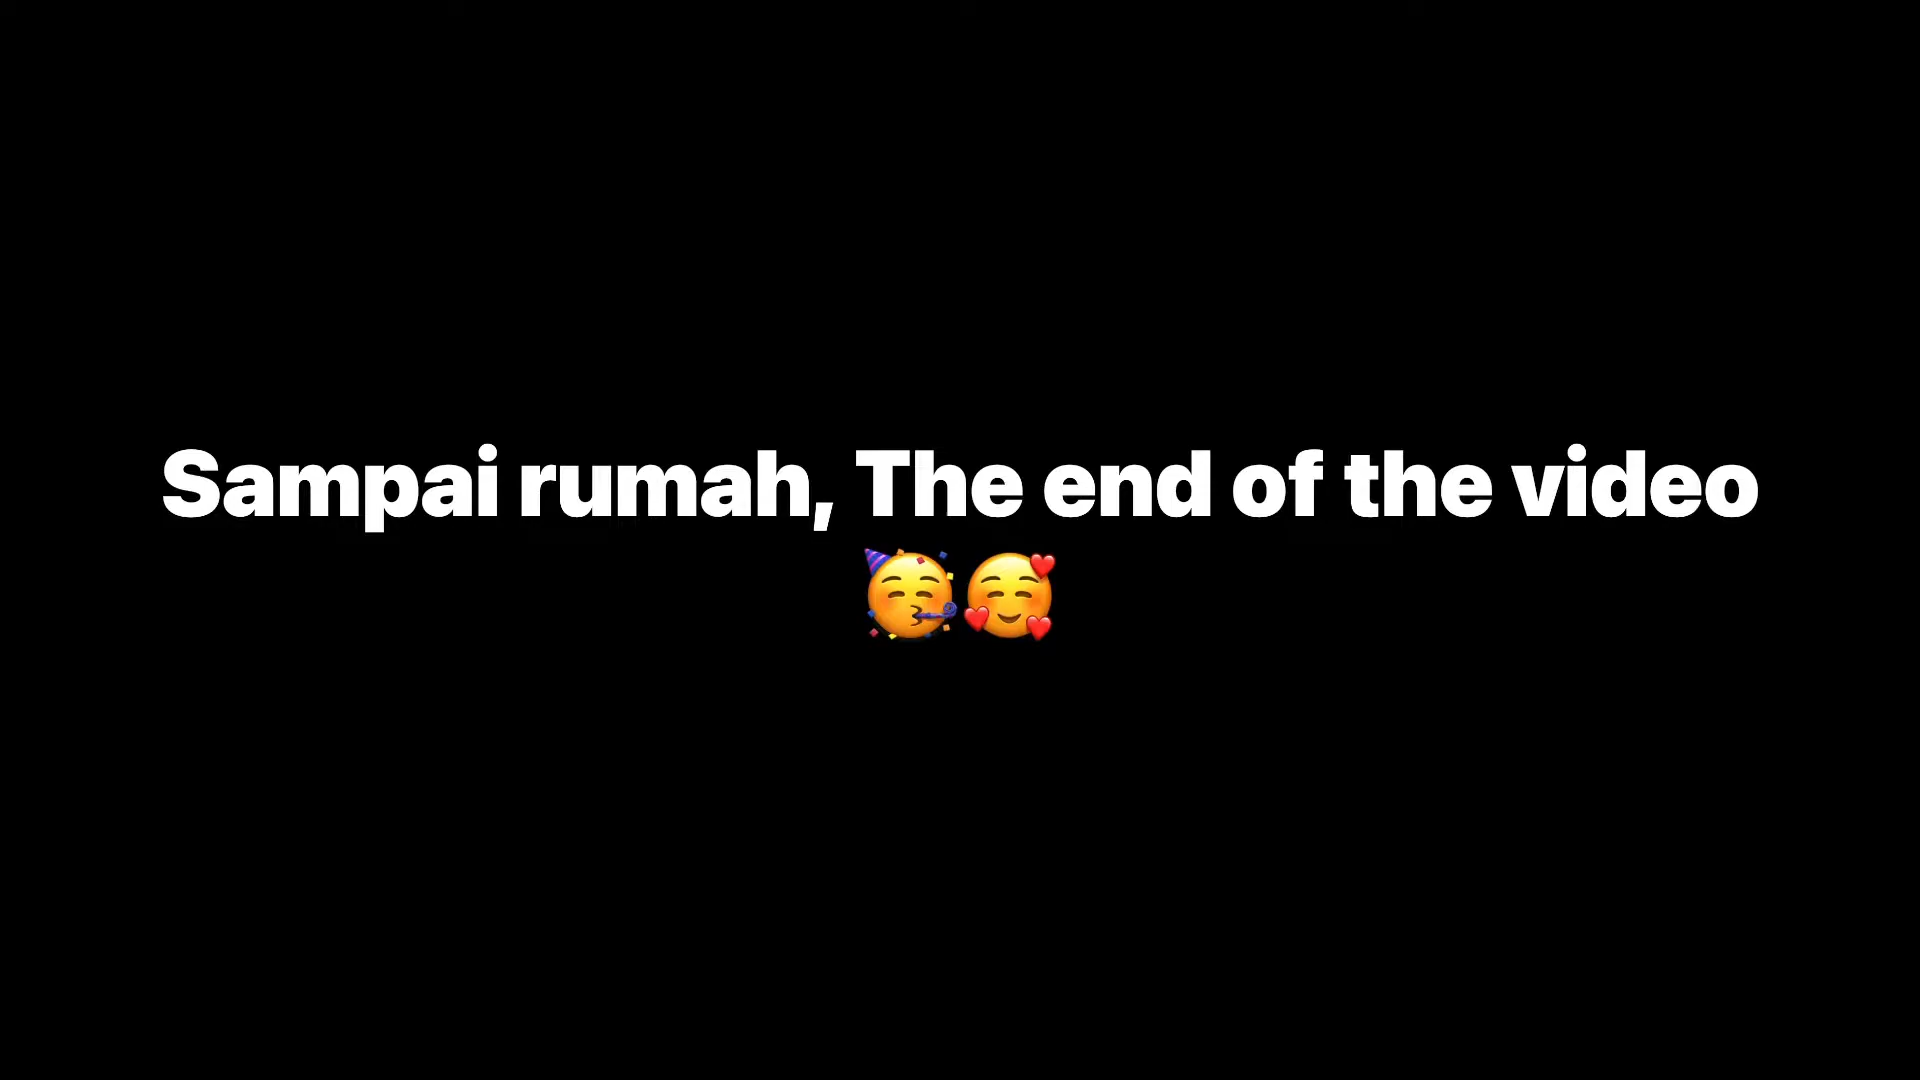 Sampai rumah, The end of the video
🥳🥰